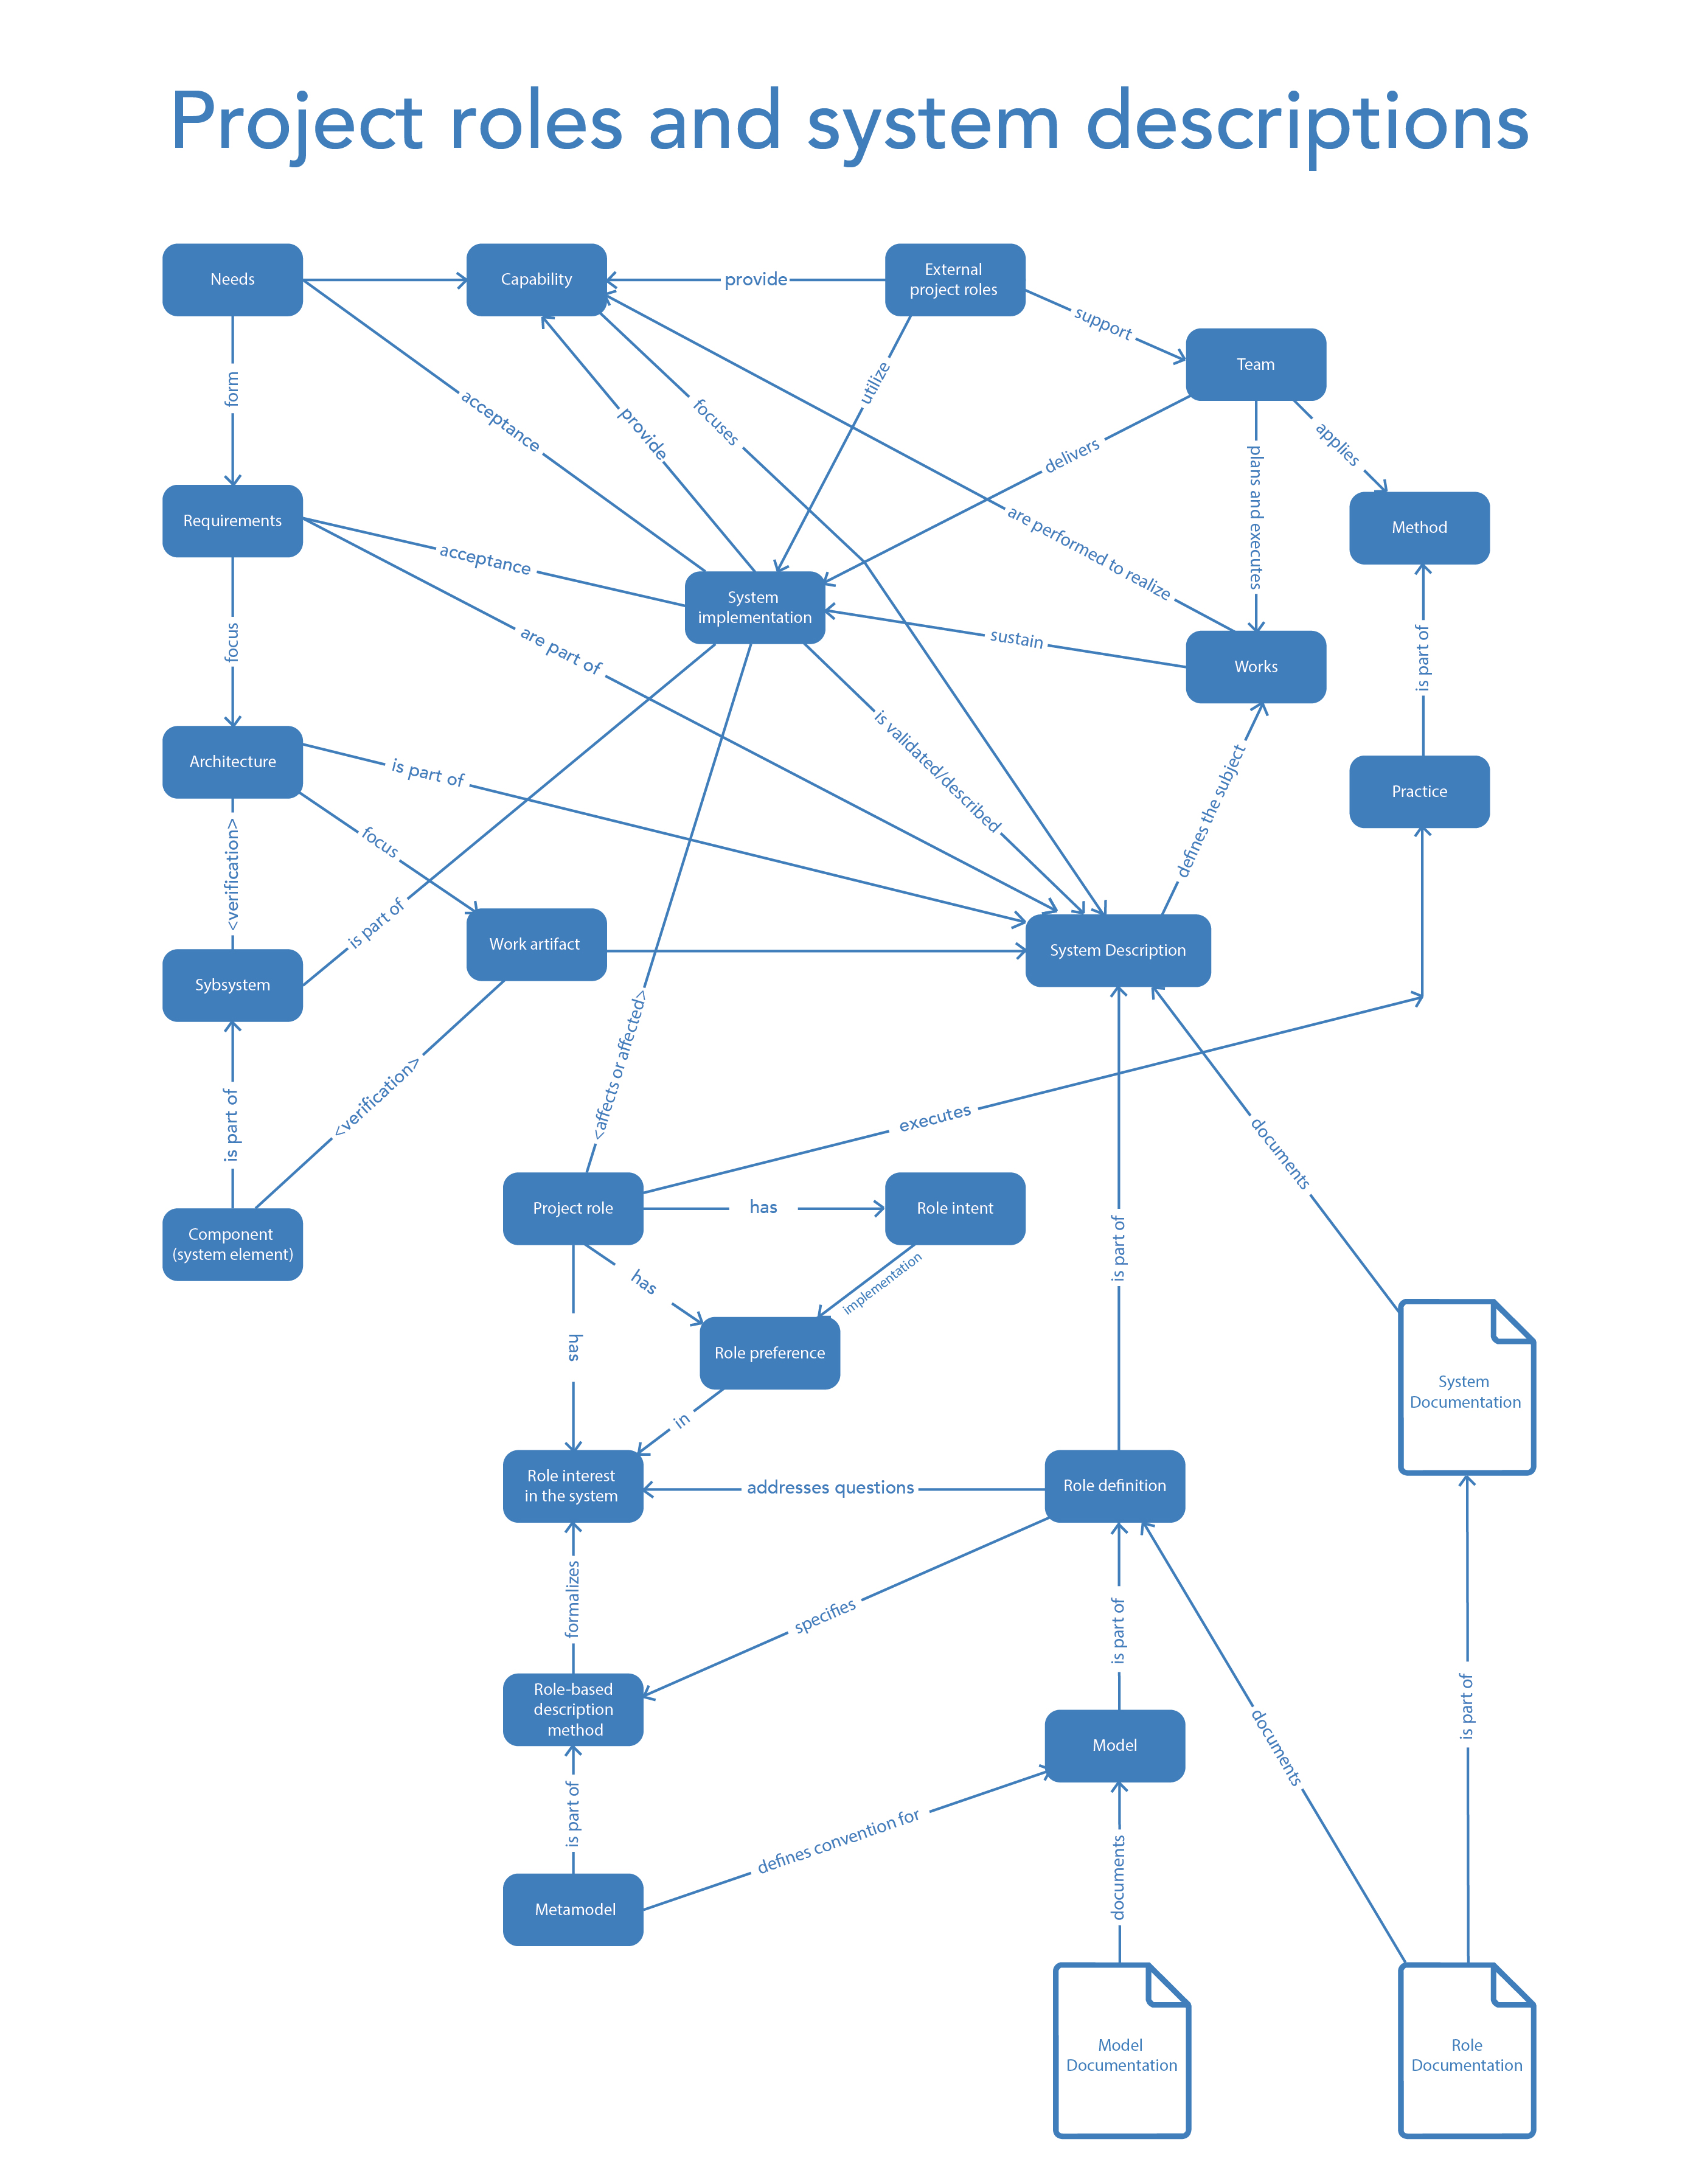 Project roles and system descriptions
Needs
Capability
provide
External
project roles
support
Team
form
acceptance
provide
focuses
utilize
delivers
plans and executes
applies
Requirements
acceptance
are performed to realize
Method
System
implementation
focus
are part of
sustain
is part of
Works
Architecture
is part of
is validated/described
defines the subject
Practice
<verification>
focus
is part of
Work artifact
System Description
Sybsystem
<affects or affected>
is part of
<verification>
executes
documents
Project role
has
Role intent
is part of
Component
(system element)
has
implementation
has
Role preference
System
Documentation
in
Role interest
in the system
addresses questions
Role definition
formalizes
specifies
is part of
is part of
Role-based
description
method
Model
documents
is part of
defines convention for
documents
Metamodel
Model
Documentation
Role
Documentation